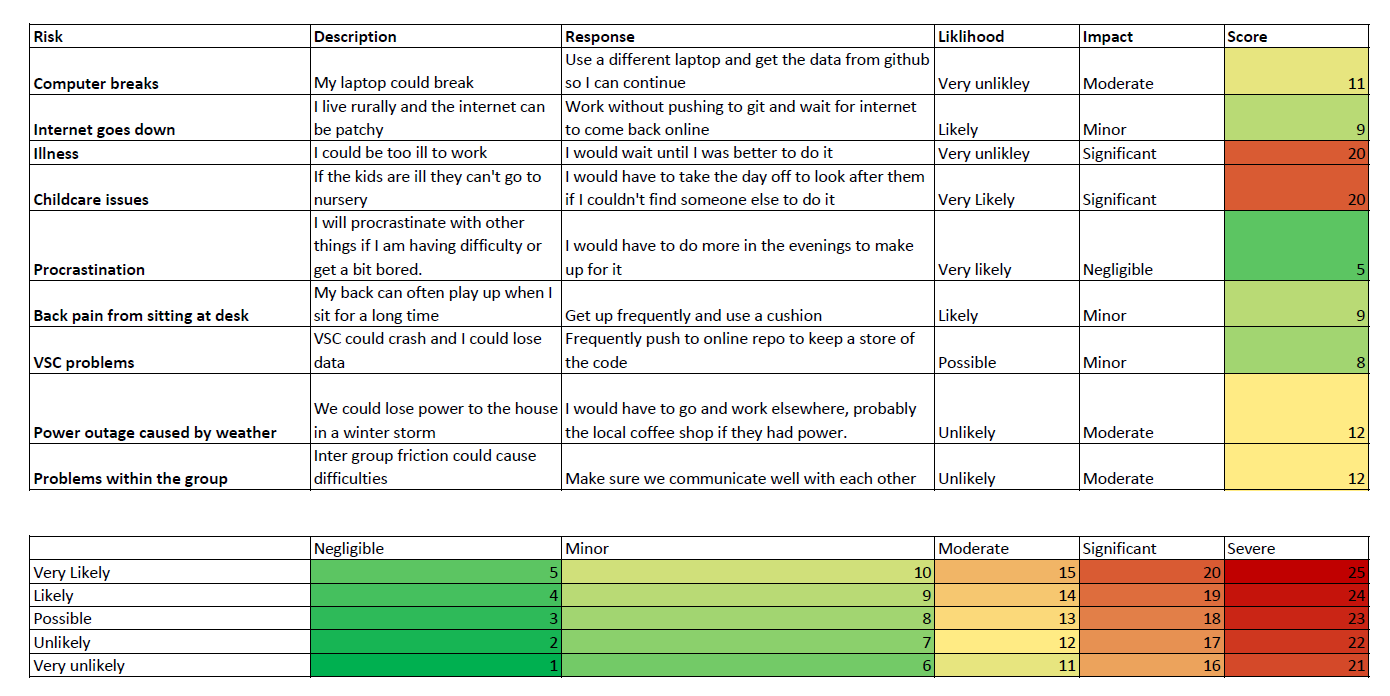 Risk Description Response Liklihood Impact Score
Computer breaks My laptop could break Use a different laptop and get the data from github so I can continue Very unlikley Moderate 11
Internet goes down I live rurally and the internet can be patchy Work without pushing to git and wait for internet to come back online Likely Minor 9
Illness I could be too ill to work I would wait until I was better to do it Very unlikley Significant 20
Childcare issues If the kids are ill they can't go to nursery I would have to take the day off to look after them if I couldn't find someone else to do it Very Likely Significant 20
Procrastination I will procrastinate with other things if I am having difficulty or get a bit bored. I would have to do more in the evenings to make up for it Very likely Negligible 5
Back pain from sitting at desk My back can often play up when I sit for a long time Get up frequently and use a cushion Likely Minor 9
VSC problems VSC could crash and I could lose data Frequently push to online repo to keep a store of the code Possible Minor 8
Power outage caused by weather We could lose power to the house in a winter storm I would have to go and work elsewhere, probably the local coffee shop if they had power. Unlikely Moderate 12
Problems within the group Inter group friction could cause difficulties Make sure we communicate well with each other Unlikely Moderate 12
Negligible Minor Moderate Significant Severe
Very Likely 5 10 15 20 25
Likely 4 9 14 19 24
Possible 3 8 13 18 23
Unlikely 2 7 12 17 22
Very unlikely 1 6 11 16 21